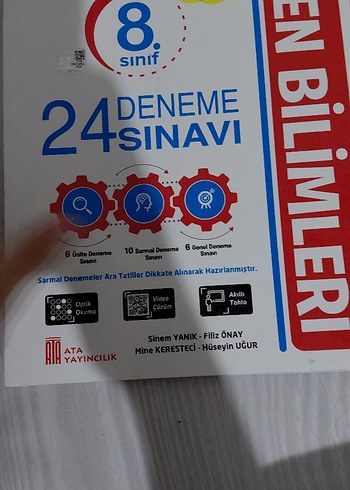 8.
sınıf
EN BİLİMLERİ
24 DENEME
SINAVI
8 Ünite Deneme
Sınavı
10 Sarmal Deneme
Sınavı
6 Genel Deneme
Sınavı
Sarmal Denemeler Ara Tatiller Dikkate Alınarak Hazırlanmıştır.
Optik
Okuma
Video
Çözüm
Akıllı
Tahta
ATA
YAYINCILIK
Sinem YANIK - Filiz ÖNAY
Mine KERESTECİ - Hüseyin UĞUR